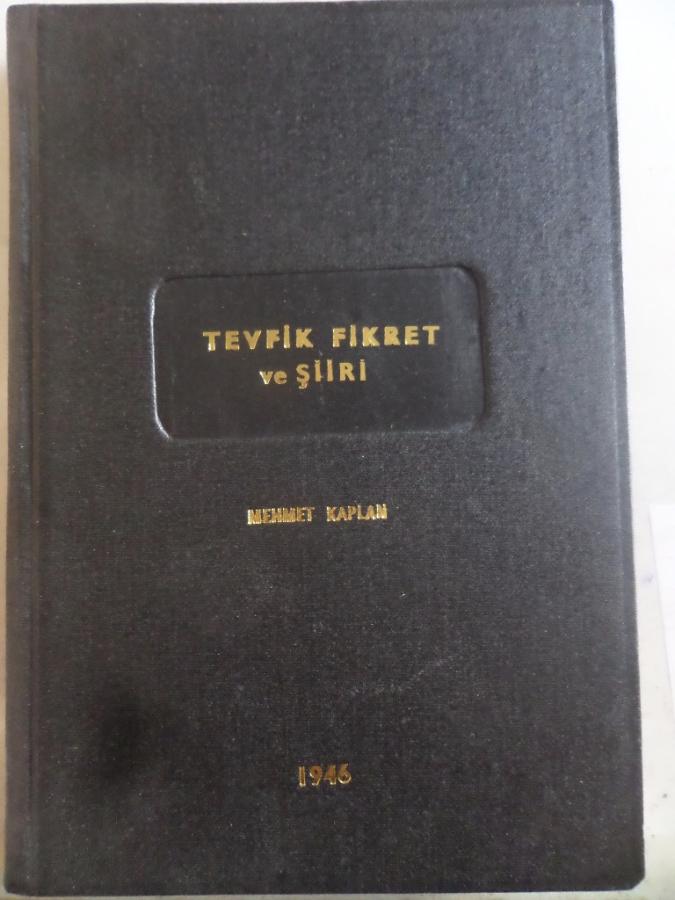 TEVFİK FİKRET
ve ŞİİRİ
MEHMET KAPLAN
1946